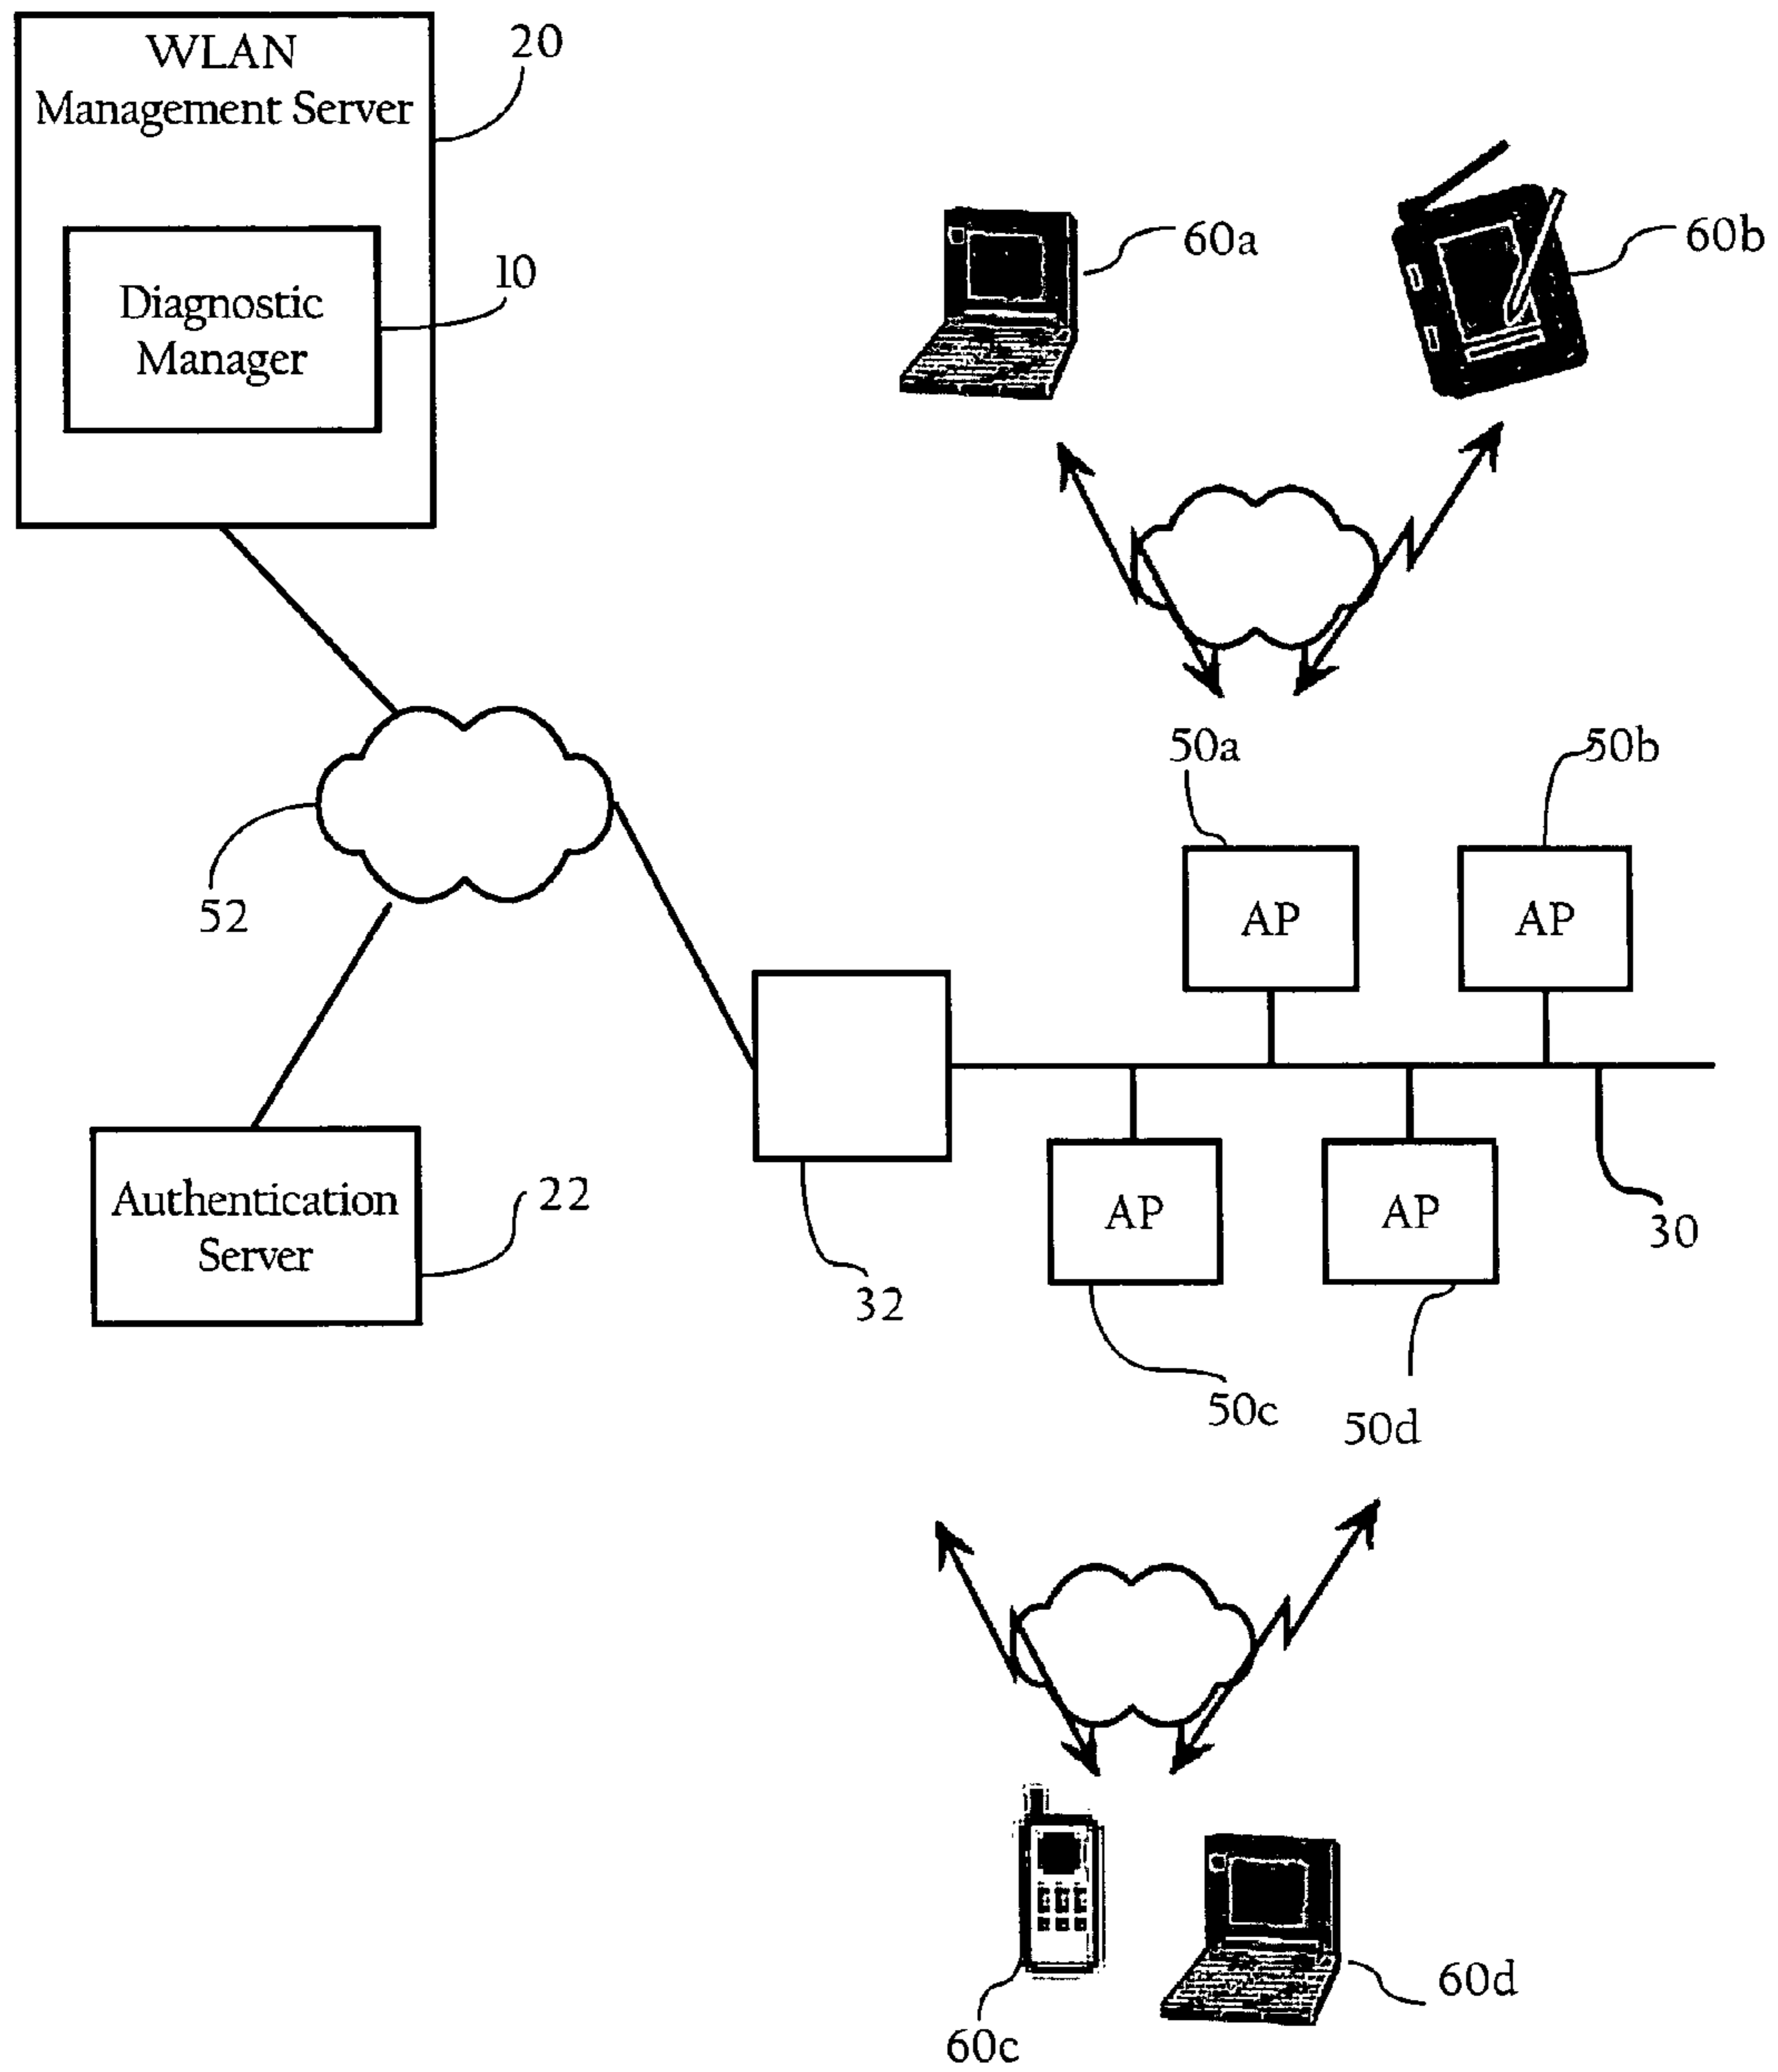 WLAN
Management Server
20
Diagnostic
Manager
10
60a
60b
50a
50b
52
AP
AP
Authentication
Server
22
AP
AP
30
32
50c
50d
60d
60c